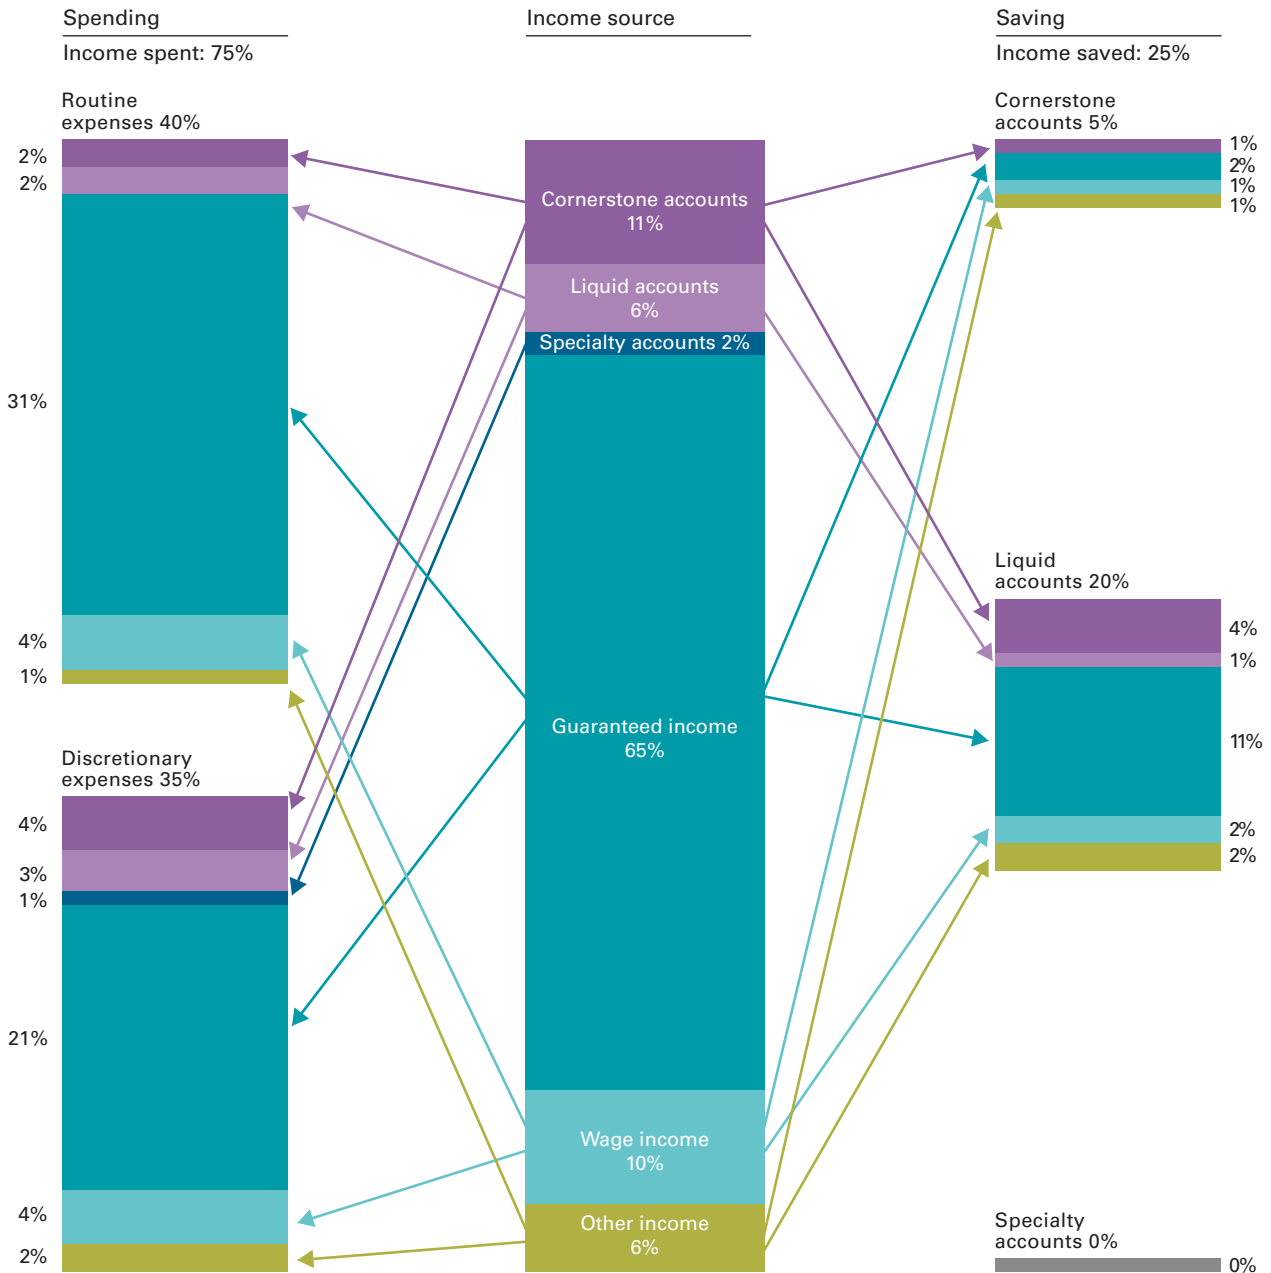 Spending
Income spent: 75%
Routine
expenses 40%
2%
2%
31%
4%
1%
Discretionary
expenses 35%
4%
3%
1%
21%
4%
2%
Income source
Cornerstone accounts
11%
Liquid accounts
6%
Specialty accounts 2%
Guaranteed income
65%
Wage income
10%
Other income
6%
Saving
Income saved: 25%
Cornerstone
accounts 5%
1%
2%
1%
1%
Liquid
accounts 20%
4%
1%
11%
2%
2%
Specialty
accounts 0%
0%